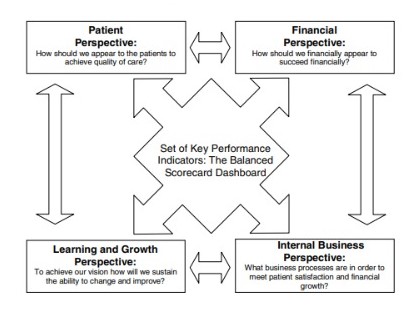 Patient
Perspective:
How should we appear to the patients to
achieve quality of care?
Financial
Perspective:
How should we financially appear to
succeed financially?
Set of Key Performance
Indicators: The Balanced
Scorecard Dashboard
Learning and Growth
Perspective:
To achieve our vision how will we sustain
the ability to change and improve?
Internal Business
Perspective:
What business processes are in order to
meet patient satisfaction and financial
growth?